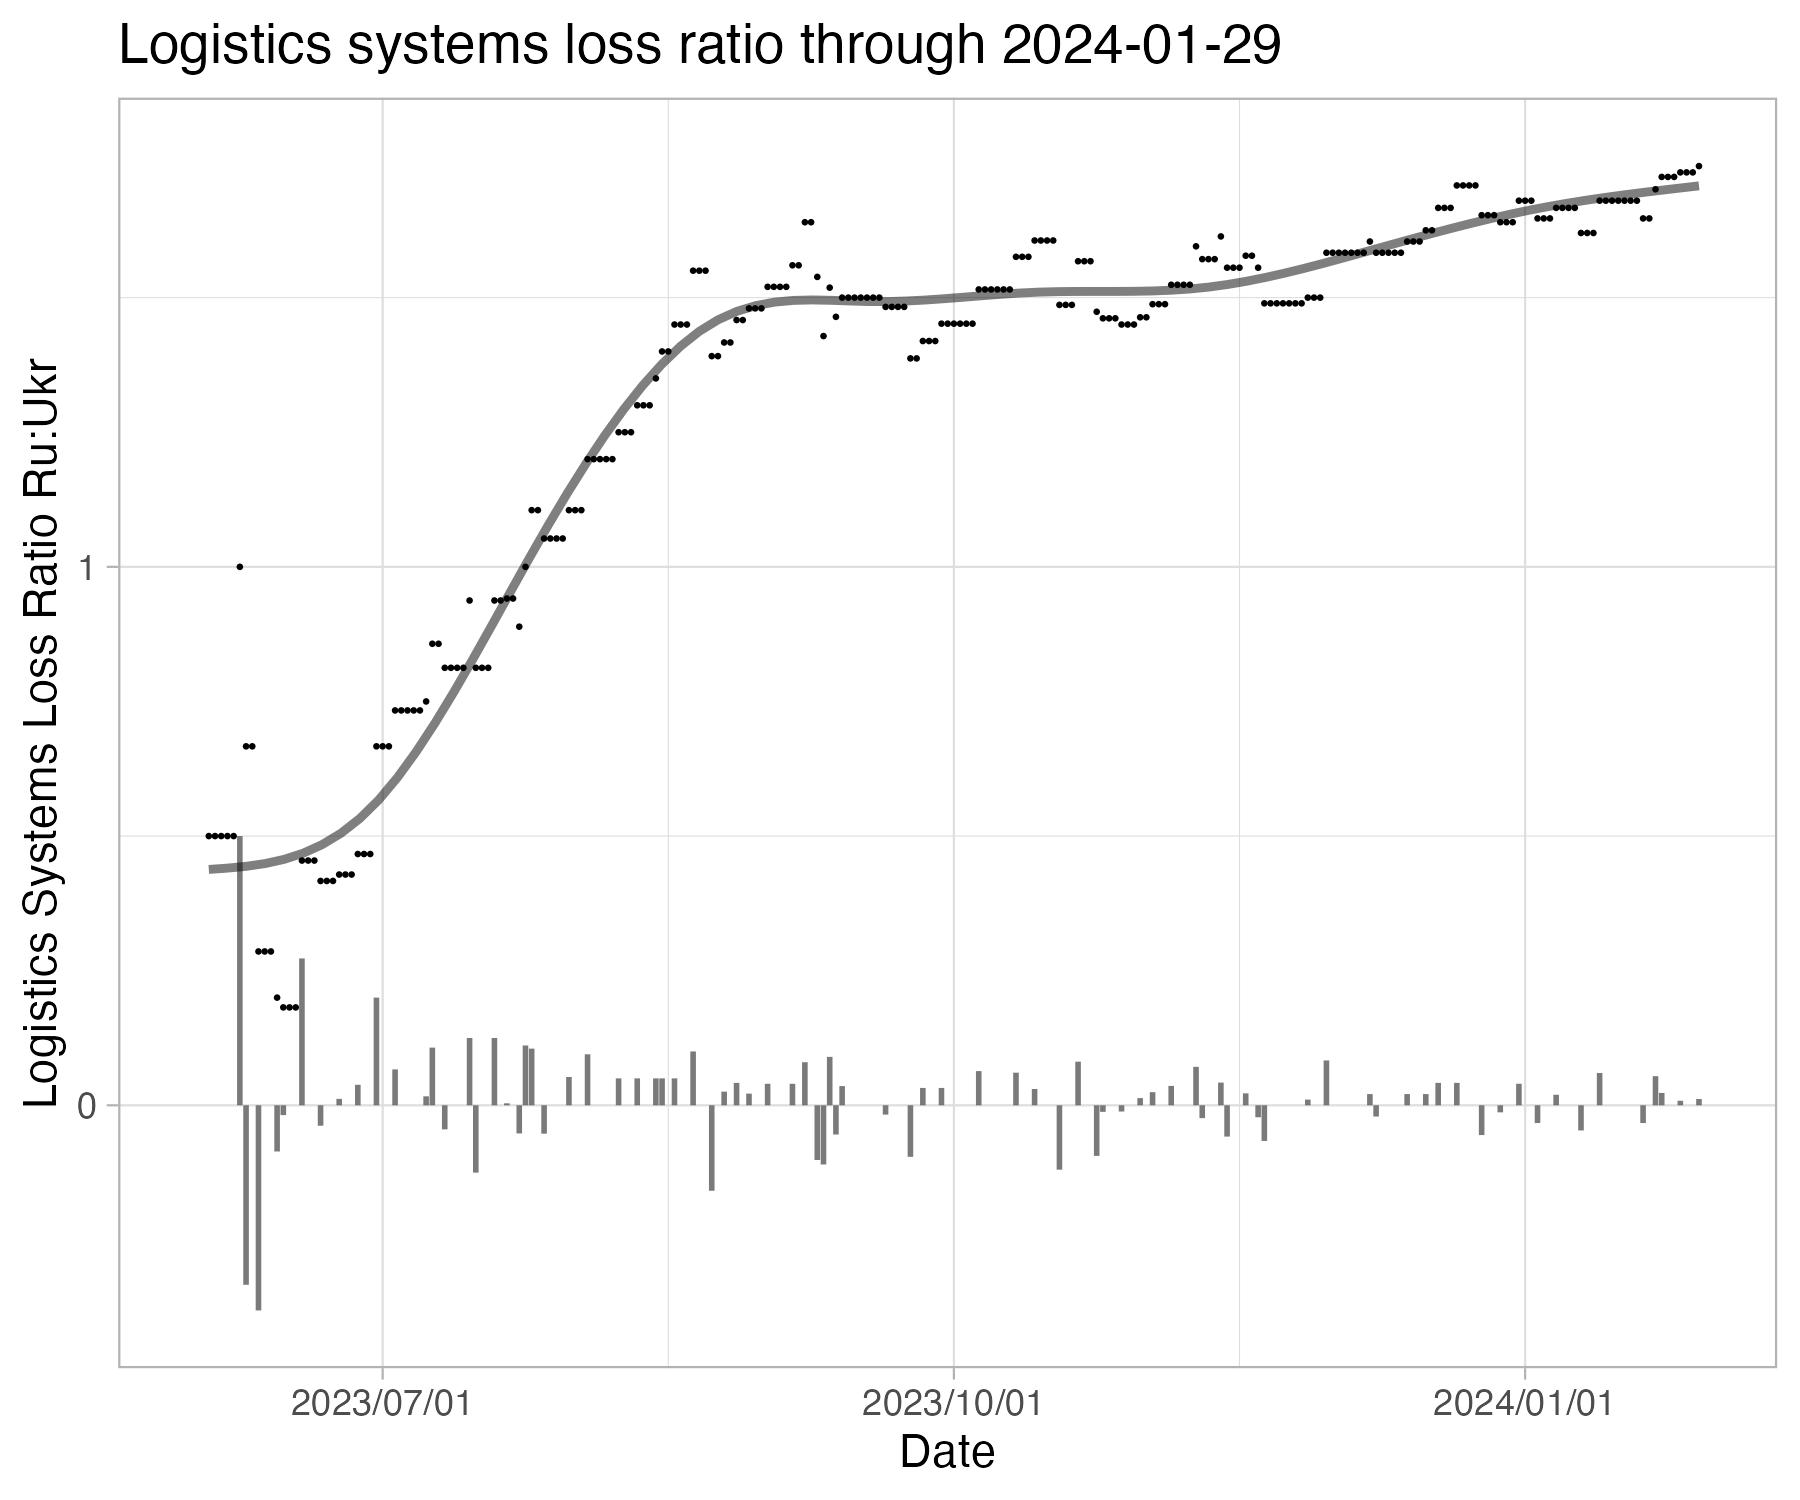 Logistics systems loss ratio through 2024-01-29
Logistics Systems Loss Ratio Ru:Ukr
1
0
2023/07/01
2023/10/01
2024/01/01
Date